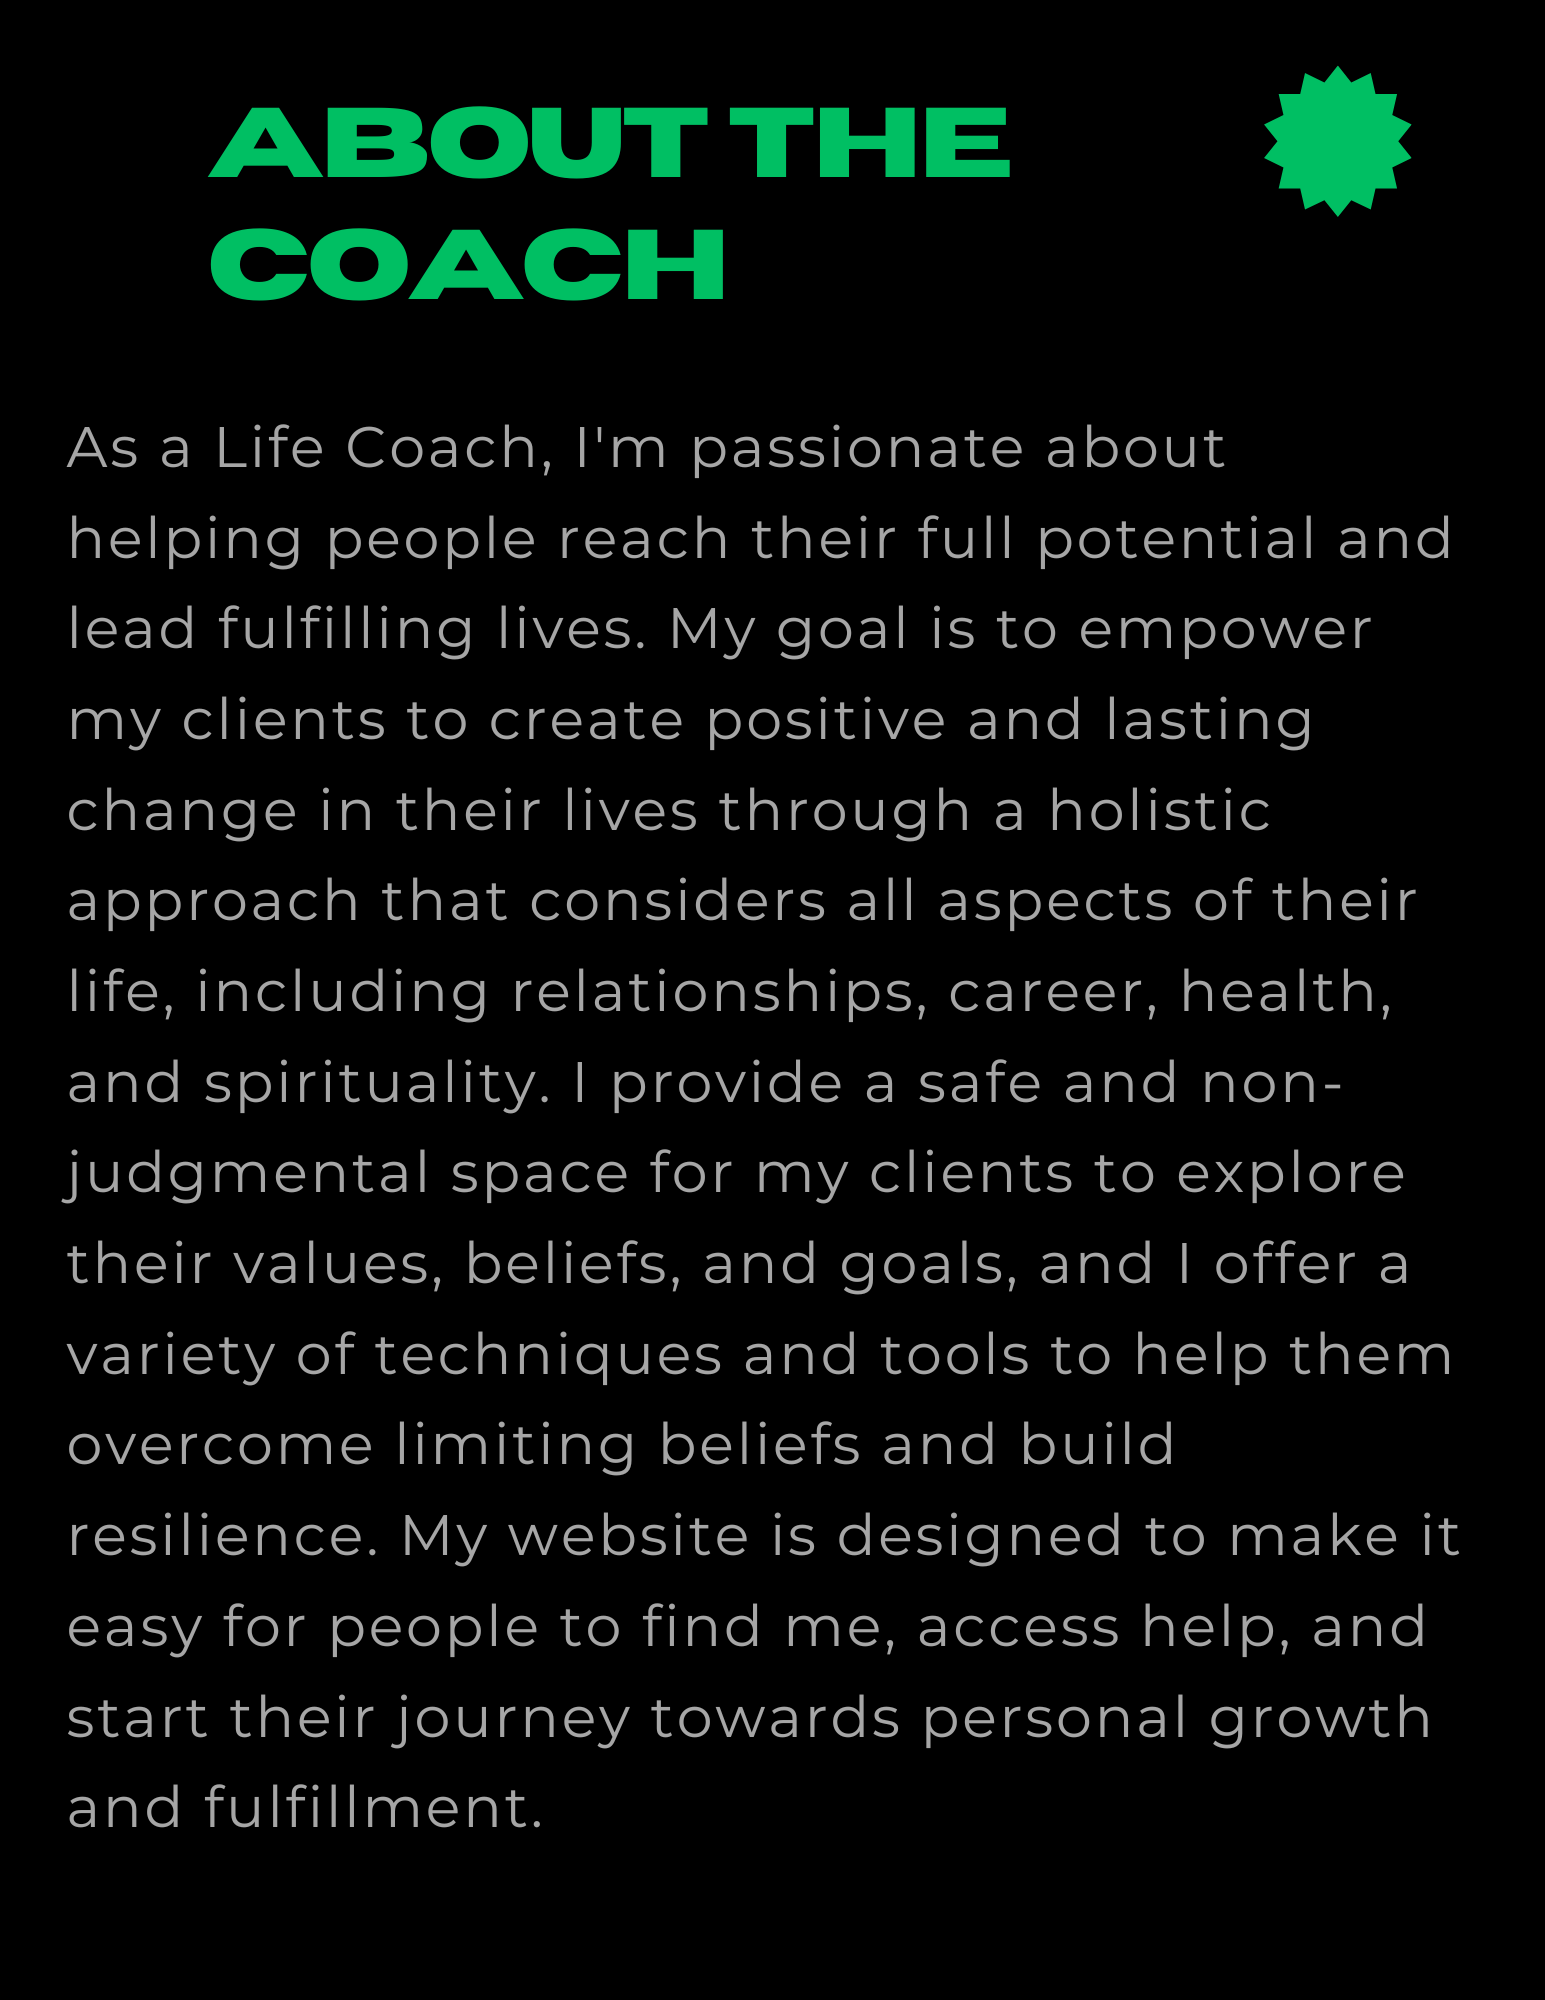 ABOUT THE
COACH
As a Life Coach, I'm passionate about
helping people reach their full potential and
lead fulfilling lives. My goal is to empower
my clients to create positive and lasting
change in their lives through a holistic
approach that considers all aspects of their
life, including relationships, career, health,
and spirituality. I provide a safe and non-
judgmental space for my clients to explore
their values, beliefs, and goals, and I offer a
variety of techniques and tools to help them
overcome limiting beliefs and build
resilience. My website is designed to make it
easy for people to find me, access help, and
start their journey towards personal growth
and fulfillment.